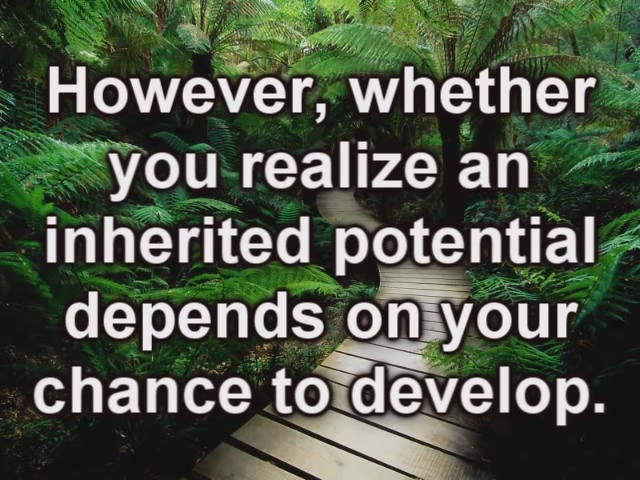 However, whether
you realize an
inherited potential
depends on your
chance to develop.